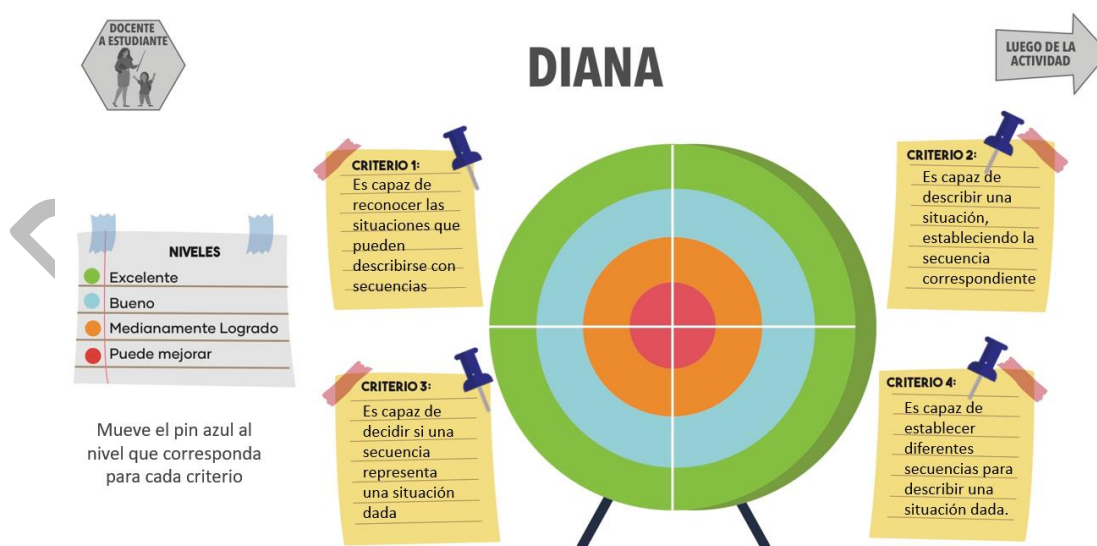 DOCENTE
A ESTUDIANTE
DIANA
LUEGO DE LA
ACTIVIDAD
CRITERIO 1:
Es capaz de
reconocer las
situaciones que
pueden
describirse con
secuencias
CRITERIO 2:
Es capaz de
describir una
situación,
estableciendo la
secuencia
correspondiente
NIVELES
Excelente
Bueno
Medianamente Logrado
Puede mejorar
Mueve el pin azul al
nivel que corresponda
para cada criterio
CRITERIO 3:
Es capaz de
decidir si una
secuencia
representa
una situación
dada
CRITERIO 4:
Es capaz de
establecer
diferentes
secuencias para
describir una
situación dada.